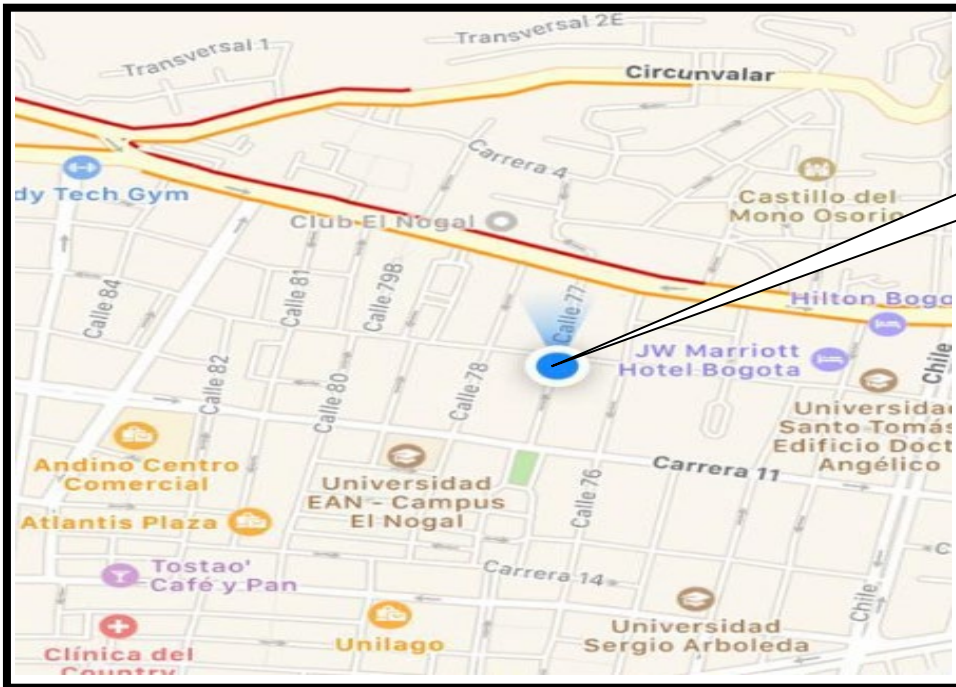 Transversal 1
Transversal 2E
Circunvalar
Carrera 4
dy Tech Gym
Castillo del
Mono Osorio
Club El Nogal
Calle 84
Calle 81
Calle 79B
Calle 77
Hilton Bogo
JW Marriott
Hotel Bogota
Chile
Calle 82
Calle 80
Calle 78
Universidad
Santo Tomás
Edificio Docto
Angélico
Andino Centro
Comercial
Carrera 11
Universidad
EAN - Campus
El Nogal
Calle 76
Atlantis Plaza
Tostao'
Café y Pan
Carrera 14
Chile
Unilago
Universidad
Sergio Arboleda
Clínica del
Country